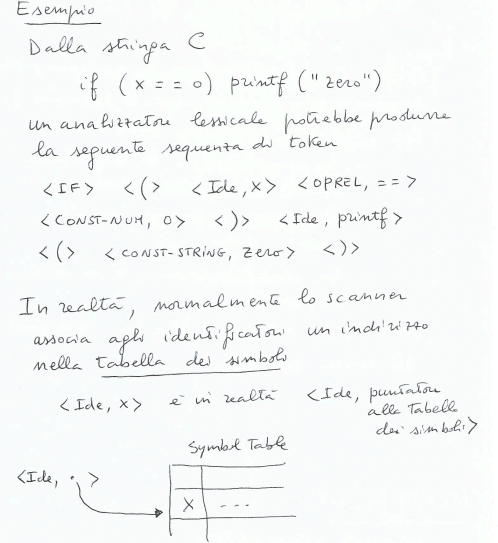 Esempio
Dalla stringa C
if (x == 0) printf ("zero")
un analizzatore lessicale potrebbe produrre
la seguente sequenza di token
<IF> <(> <Ide, x> <OPREL, ==>
<CONST-NUM, 0> <)> <Ide, printf>
<(> <CONST-STRING, zero> <)>
In realtà, normalmente lo scanner
associa agli identificatori un indirizzo
nella tabella dei simboli
<Ide, x> è in realtà <Ide, puntatore
alla Tabella
dei simboli>
Symbol Table
<Ide, · >
X ---